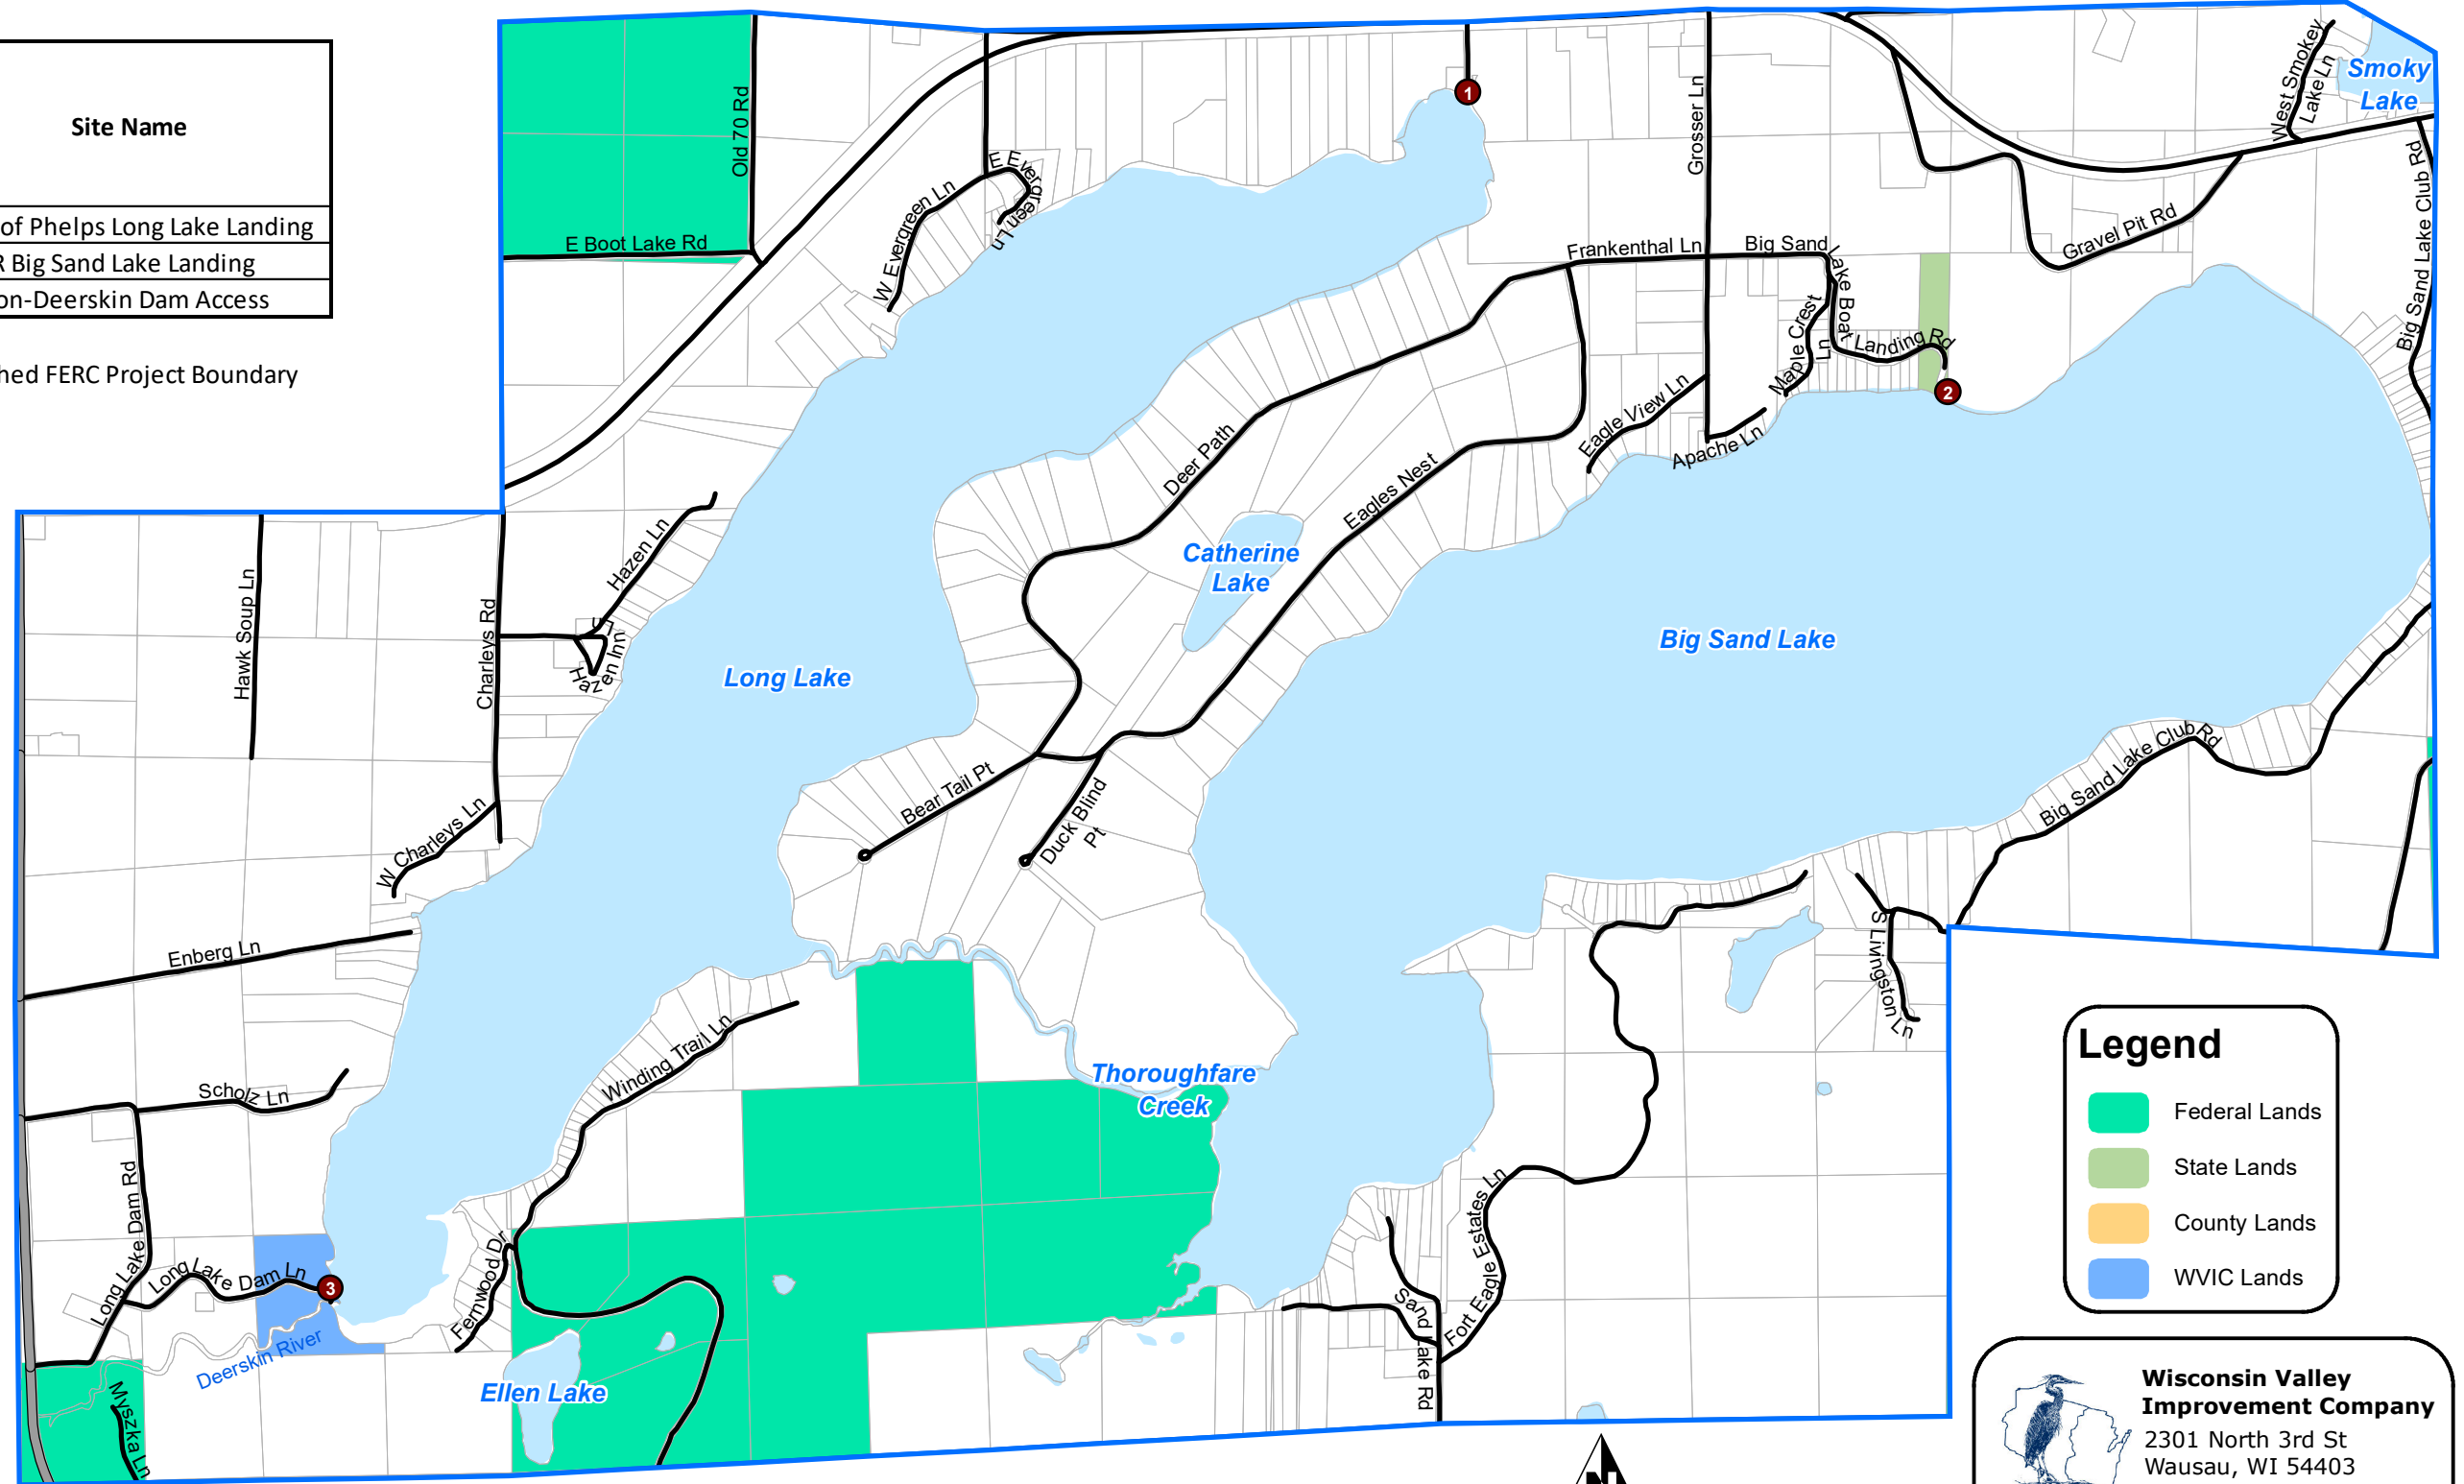 Site Name
of Phelps Long Lake Landing
R Big Sand Lake Landing
on-Deerskin Dam Access
hed FERC Project Boundary
Old 70 Rd
E Boot Lake Rd
W Evergreen Ln
E Evergreen Ln
1
Grosser Ln
West Smokey
Lake Ln
Smoky
Lake
Big Sand Lake Club Rd
Gravel Pit Rd
Frankenthal Ln
Big Sand Lake Boat Landing Rd
Maple Crest Ln
2
Eagle View Ln
Apache Ln
Deer Path
Eagles Nest
Catherine
Lake
Hazen Ln
Hazen Inn Ln
Hawk Soup Ln
Charleys Rd
Long Lake
Big Sand Lake
W Charleys Ln
Bear Tail Pt
Duck Blind
Pt
Big Sand Lake Club Rd
Enberg Ln
S Livingston Ln
Winding Trail Ln
Thoroughfare
Creek
Scholz Ln
Long Lake Dam Rd
Long Lake Dam Ln
3
Fernwood Dr
Deerskin River
Ellen Lake
Myszka Ln
Sand Lake Rd
Fort Eagle Estates Ln
Legend
Federal Lands
State Lands
County Lands
WVIC Lands
N
Wisconsin Valley
Improvement Company
2301 North 3rd St
Wausau, WI 54403